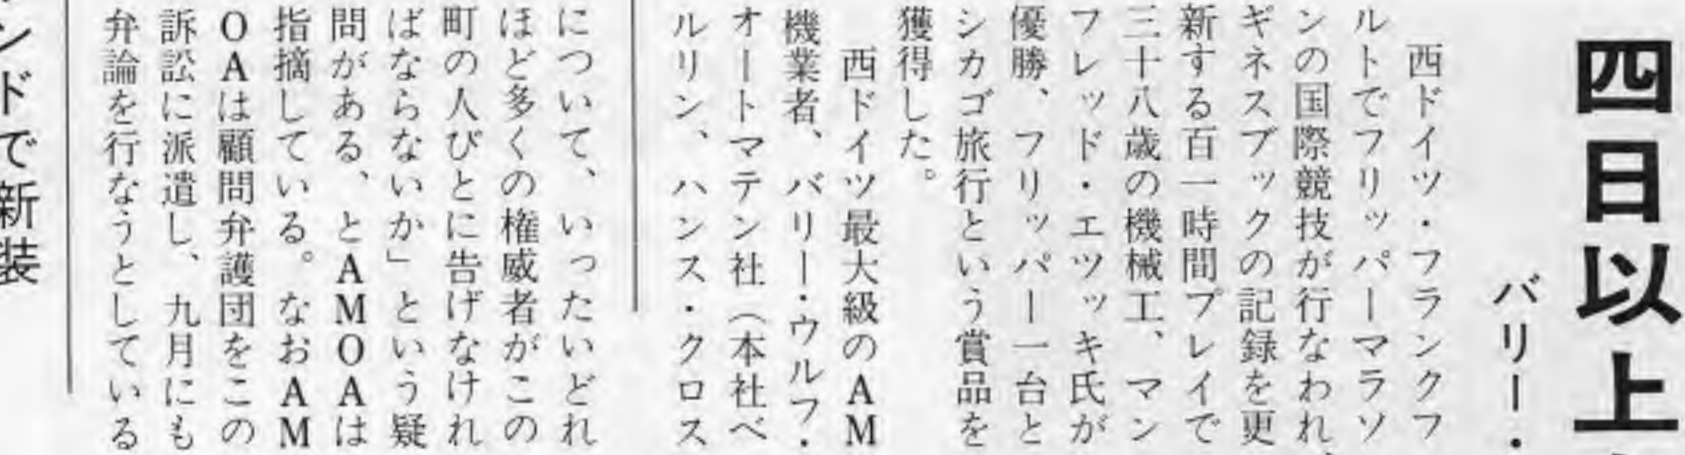 四日以上
バリー・
西ドイツ・フランクフ
ルトでフリッパーマラソ
ンの国際競技が行なわれ、
ギネスブックの記録を更
新する百一時間プレイで
三十八歳の機械工、マン
フレッド・エツッキ氏が
優勝、フリッパー一台と
シカゴ旅行という賞品を
獲得した。
西ドイツ最大級のAM
機業者、バリー・ウルフ・
オートマテン社（本社ベ
ルリン、ハンス・クロス
について、いったいどれ
ほど多くの権威者がこの
町の人びとに告げなけれ
ばならないか」という疑
問がある、とAMOAは
指摘している。なおAM
OAは顧問弁護団をこの
訴訟に派遣し、九月にも
弁論を行なうとしている
ンドで新装